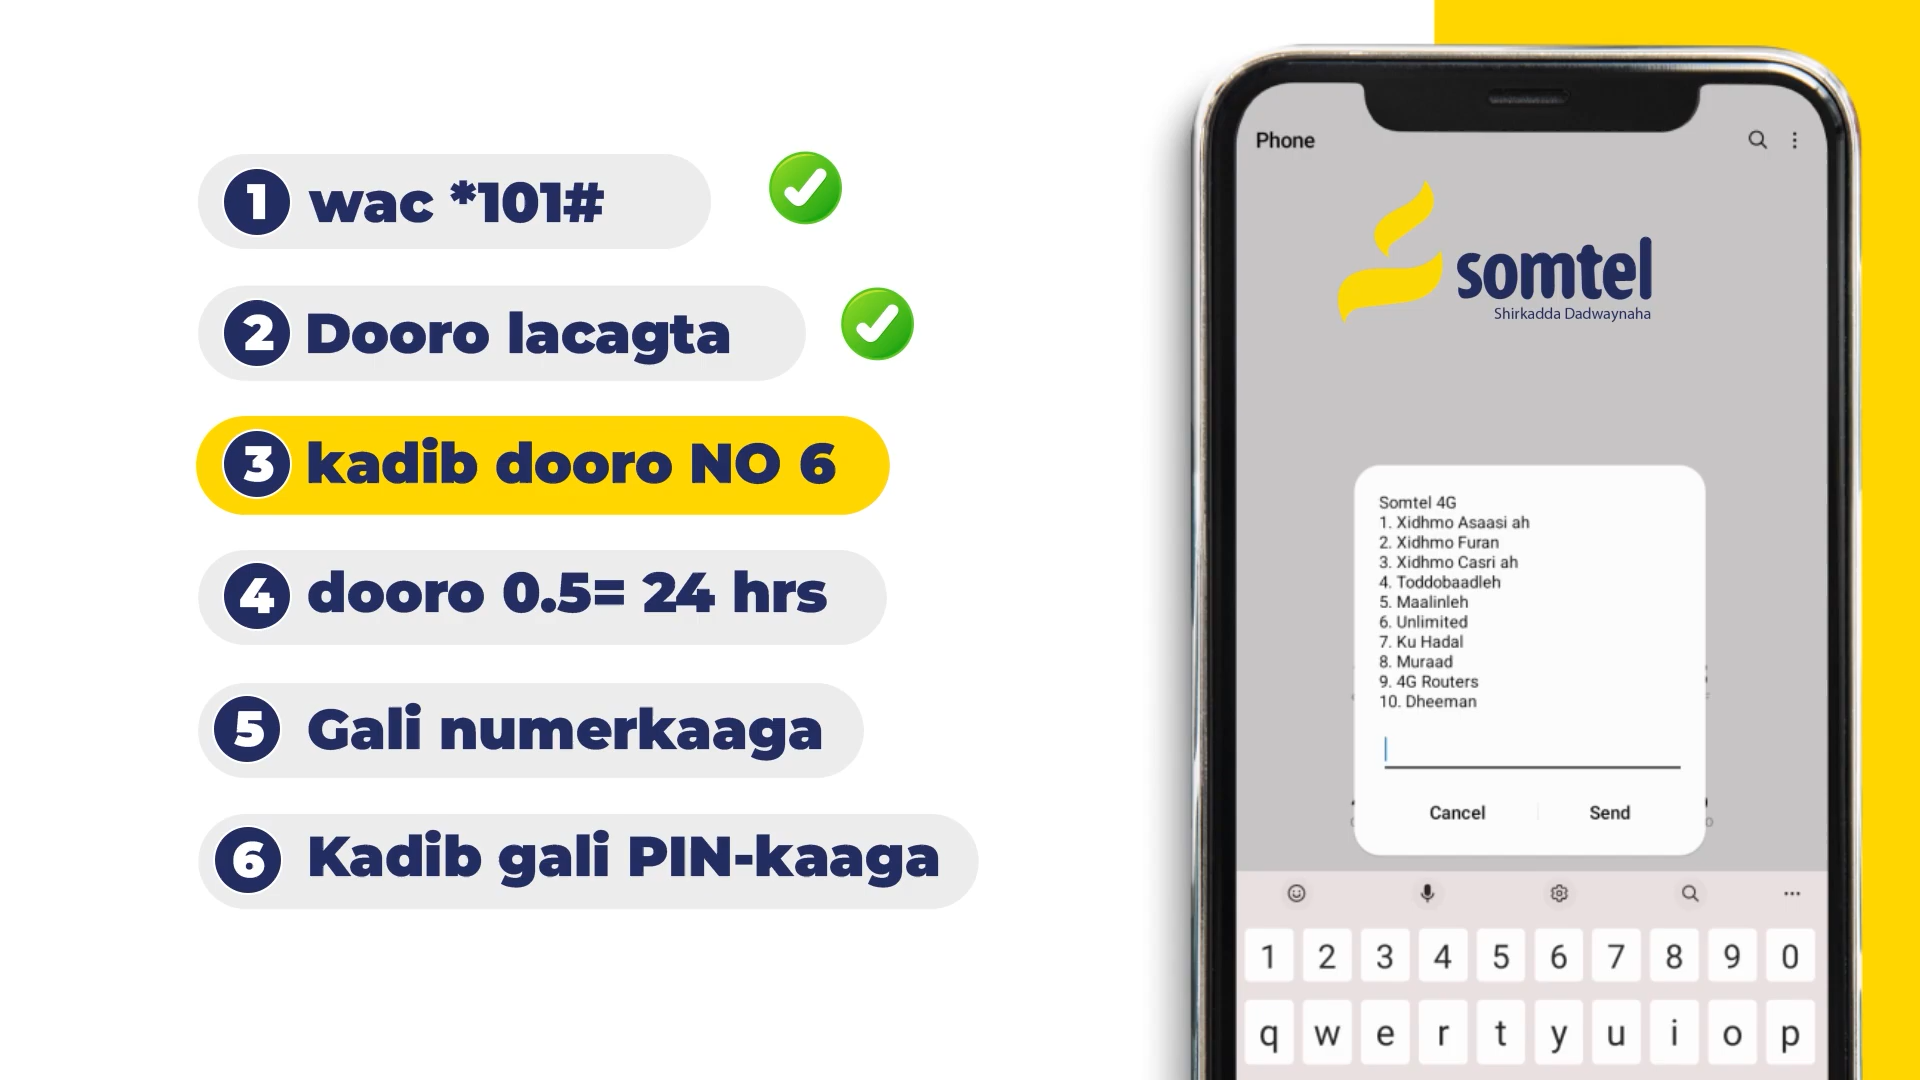 1 wac *101#
2 Dooro lacagta
3 kadib dooro NO 6
4 dooro 0.5= 24 hrs
5 Gali numerkaaga
6 Kadib gali PIN-kaaga
Phone
somtel
Shirkadda Dadwaynaha
Somtel 4G
1. Xidhmo Asaasi ah
2. Xidhmo Furan
3. Xidhmo Casri ah
4. Toddobaadleh
5. Maalinleh
6. Unlimited
7. Ku Hadal
8. Muraad
9. 4G Routers
10. Dheeman
Cancel Send
1 2 3 4 5 6 7 8 9 0
q w e r t y u i o p